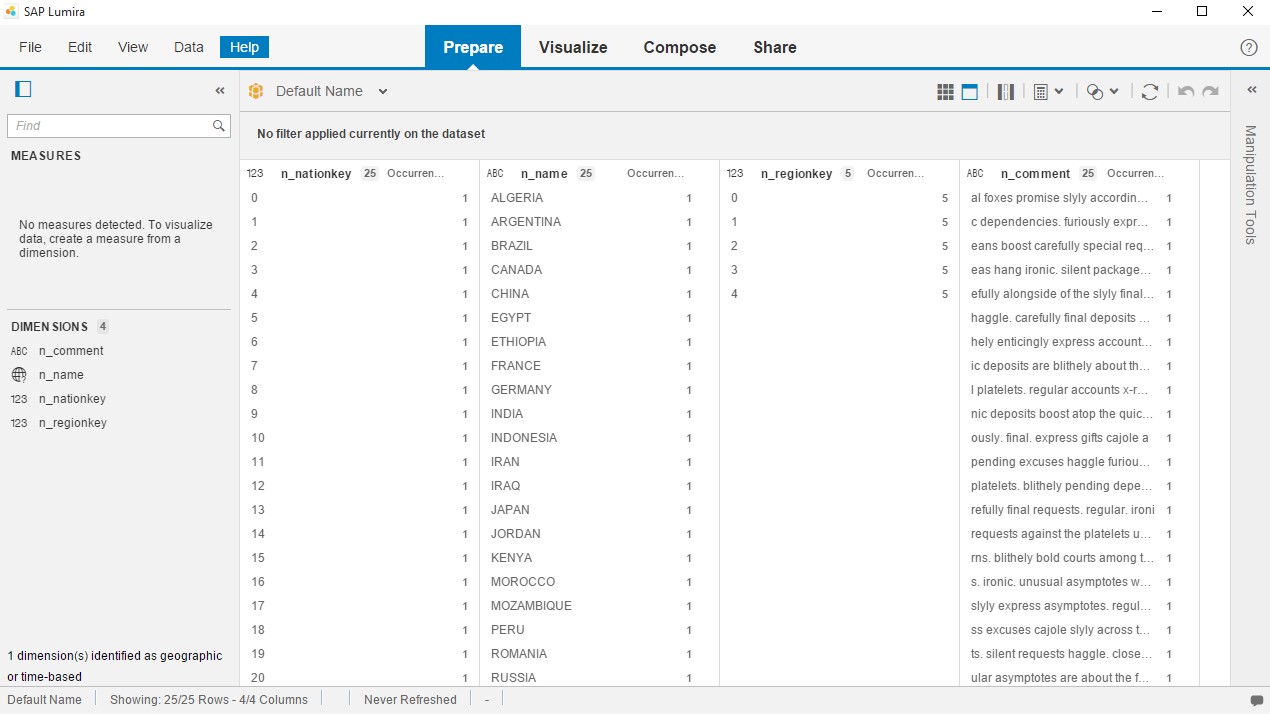 SAP Lumira
File Edit View Data Help Prepare Visualize Compose Share
Default Name
Find
No filter applied currently on the dataset
MEASURES
No measures detected. To visualize
data, create a measure from a
dimension.
DIMENSIONS 4
ABC n_comment
n_name
123 n_nationkey
123 n_regionkey
1 dimension(s) identified as geographic
or time-based
123 n_nationkey 25 Occurren... ABC n_name 25 Occurren... 123 n_regionkey 5 Occurren... ABC n_comment 25 Occurren...
0 1 ALGERIA 1 0 5 al foxes promise slyly accordin... 1
1 1 ARGENTINA 1 1 5 c dependencies. furiously expr... 1
2 1 BRAZIL 1 2 5 eans boost carefully special req... 1
3 1 CANADA 1 3 5 eas hang ironic. silent package... 1
4 1 CHINA 1 4 5 efully alongside of the slyly final... 1
5 1 EGYPT 1 haggle. carefully final deposits ... 1
6 1 ETHIOPIA 1 hely enticingly express account... 1
7 1 FRANCE 1 ic deposits are blithely about th... 1
8 1 GERMANY 1 l platelets. regular accounts x-r... 1
9 1 INDIA 1 nic deposits boost atop the quic... 1
10 1 INDONESIA 1 ously. final. express gifts cajole a 1
11 1 IRAN 1 pending excuses haggle furiou... 1
12 1 IRAQ 1 platelets. blithely pending depe... 1
13 1 JAPAN 1 refully final requests. regular. ironi 1
14 1 JORDAN 1 requests against the platelets u... 1
15 1 KENYA 1 rns. blithely bold courts among t... 1
16 1 MOROCCO 1 s. ironic. unusual asymptotes w... 1
17 1 MOZAMBIQUE 1 slyly express asymptotes. regul... 1
18 1 PERU 1 ss excuses cajole slyly across t... 1
19 1 ROMANIA 1 ts. silent requests haggle. close... 1
20 1 RUSSIA 1 ular asymptotes are about the f... 1
Manipulation Tools
Default Name Showing: 25/25 Rows - 4/4 Columns Never Refreshed -